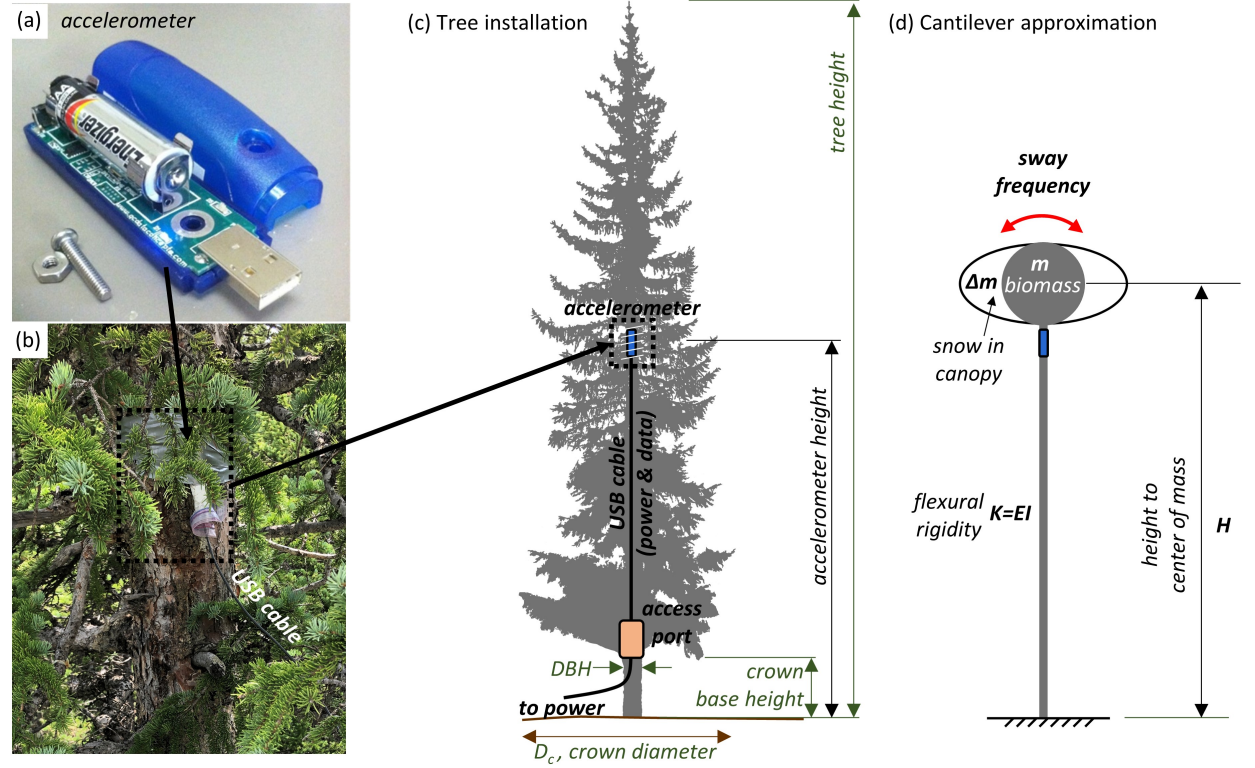 (a)
accelerometer
AA
Energizer
(b)
USB cable
(c) Tree installation
tree height
accelerometer
accelerometer height
USB cable
(power & data)
access
port
DBH
crown
base height
to power
D_c, crown diameter
(d) Cantilever approximation
sway
frequency
m
biomass
Δm
snow in
canopy
flexural
rigidity
K=EI
height to
center of mass
H